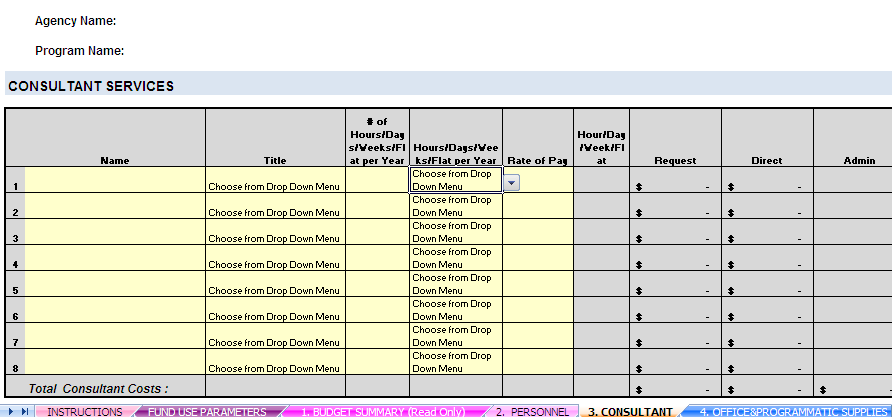 Agency Name:
Program Name:
CONSULTANT SERVICES
Name Title # of Hours/Days/Weeks/Flat per Year Hours/Days/Weeks/Flat per Year Rate of Pay Hour/Day/Week/Flat Request Direct Admin
1 Choose from Drop Down Menu Choose from Drop Down Menu $ - $ -
2 Choose from Drop Down Menu Choose from Drop Down Menu $ - $ -
3 Choose from Drop Down Menu Choose from Drop Down Menu $ - $ -
4 Choose from Drop Down Menu Choose from Drop Down Menu $ - $ -
5 Choose from Drop Down Menu Choose from Drop Down Menu $ - $ -
6 Choose from Drop Down Menu Choose from Drop Down Menu $ - $ -
7 Choose from Drop Down Menu Choose from Drop Down Menu $ - $ -
8 Choose from Drop Down Menu Choose from Drop Down Menu $ - $ -
Total Consultant Costs : $ - $ - $
INSTRUCTIONS FUND USE PARAMETERS 1. BUDGET SUMMARY (Read Only) 2. PERSONNEL 3. CONSULTANT 4. OFFICE&PROGRAMMATIC SUPPLIES